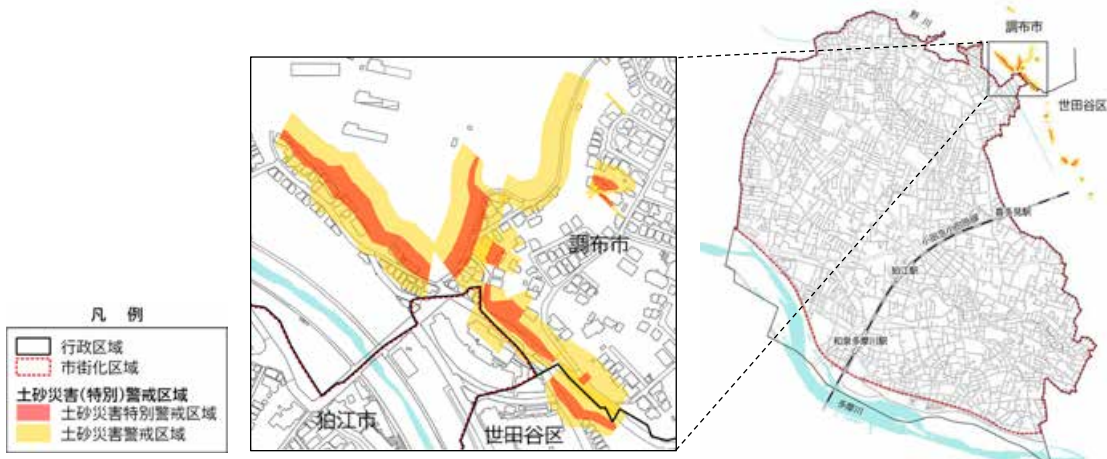 凡 例
行政区域
市街化区域
土砂災害(特別)警戒区域
土砂災害特別警戒区域
土砂災害警戒区域
調布市
狛江市
世田谷区
野川
調布市
世田谷区
喜多見駅
小田急小田原線
狛江駅
和泉多摩川駅
多摩川